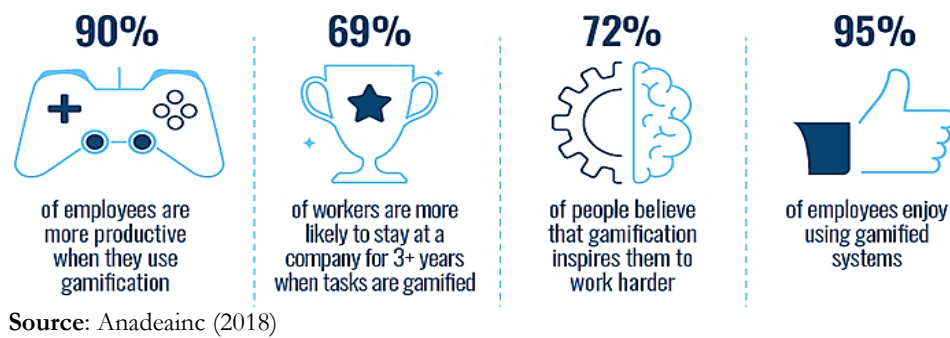 90%
of employees are
more productive
when they use
gamification
69%
of workers are more
likely to stay at a
company for 3+ years
when tasks are gamified
72%
of people believe
that gamification
inspires them to
work harder
95%
of employees enjoy
using gamified
systems
Source: Anadeainc (2018)